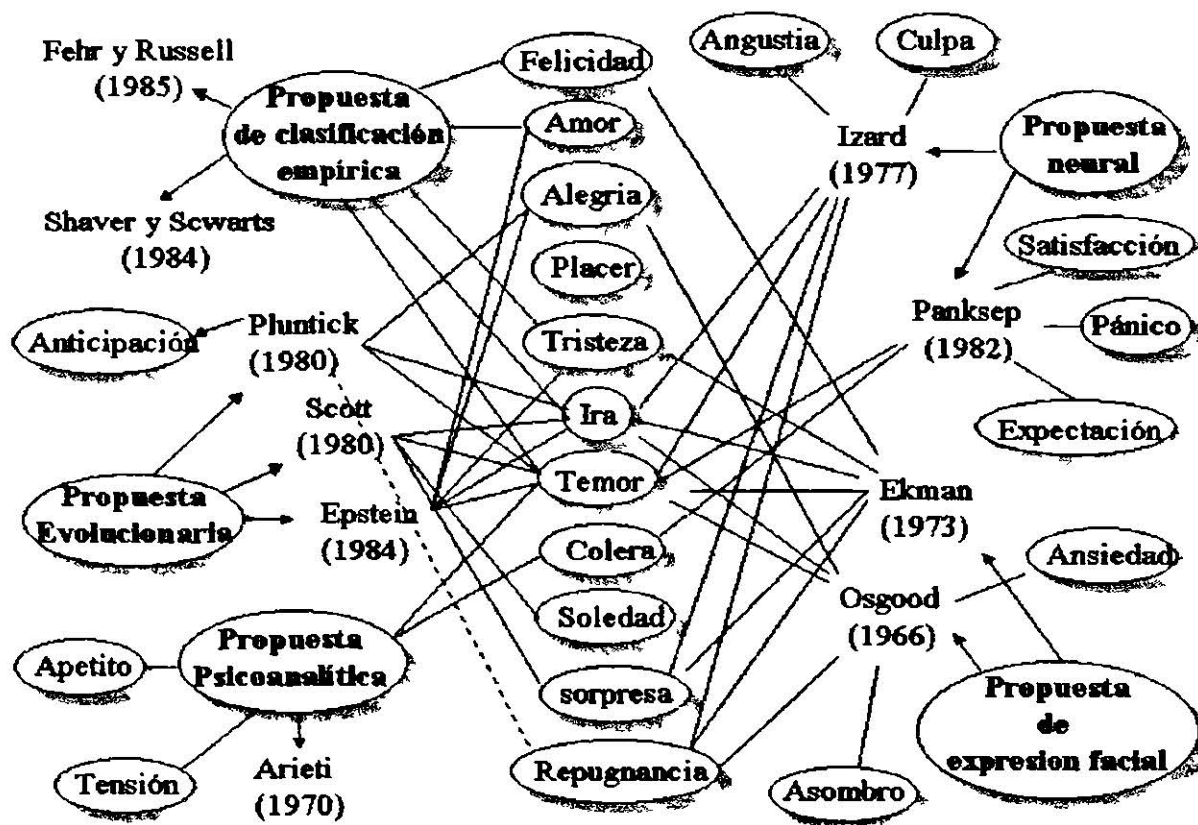 Fehr y Russell
(1985)
Propuesta
de clasificación
empírica
Shaver y Scwarts
(1984)
Anticipación
Pluntick
(1980)
Scott
(1980)
Propuesta
Evolucionaria
Epstein
(1984)
Propuesta
Psicoanalítica
Apetito
Tensión
Arieti
(1970)
Felicidad
Amor
Alegria
Placer
Tristeza
Ira
Temor
Colera
Soledad
sorpresa
Repugnancia
Angustia
Culpa
Izard
(1977)
Propuesta
neural
Satisfacción
Panksep
(1982)
Pánico
Expectación
Ekman
(1973)
Ansiedad
Osgood
(1966)
Propuesta
de
expresion facial
Asombro